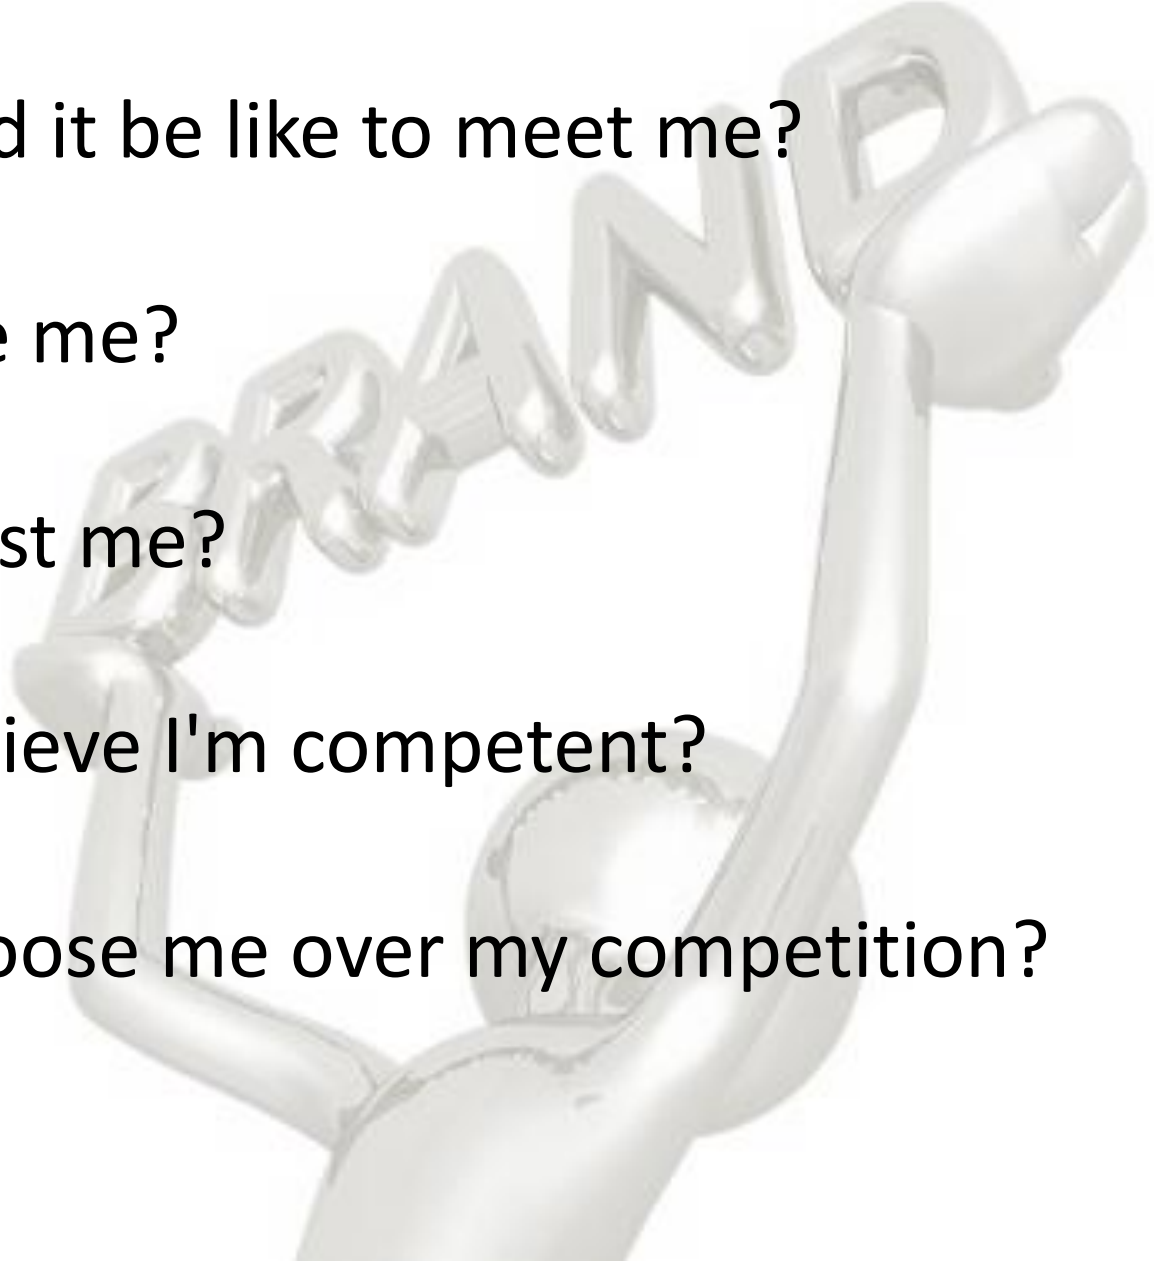 d it be like to meet me?
BRAND
e me?
st me?
ieve I'm competent?
oose me over my competition?